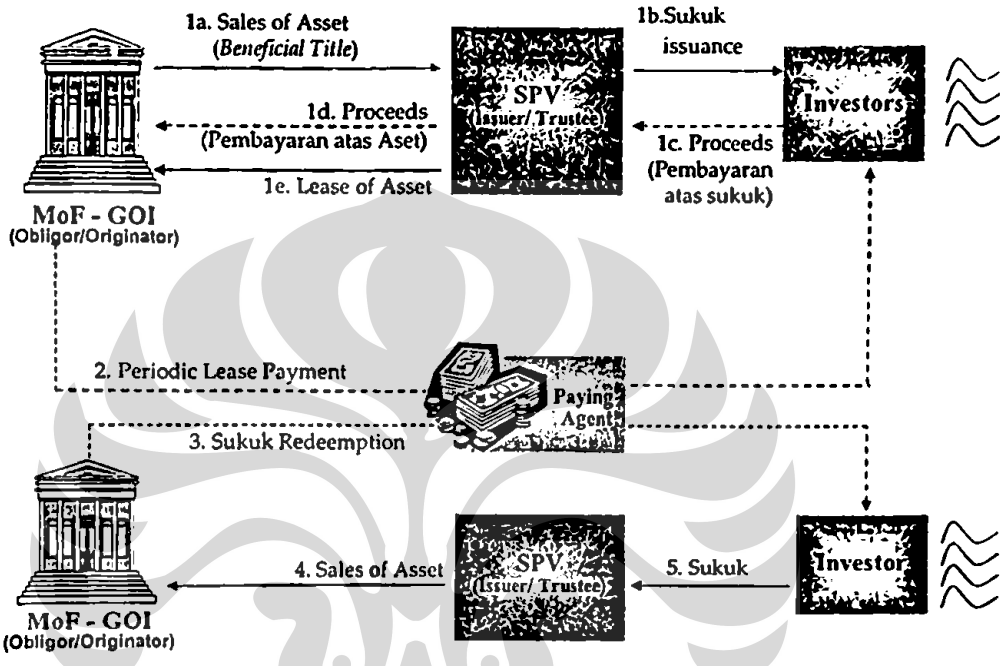 1a. Sales of Asset
(Beneficial Title)
1b.Sukuk
issuance
SPV
(Issuer/ Trustee)
Investors
1d. Proceeds
(Pembayaran atas Aset)
1c. Proceeds
(Pembayaran
atas sukuk)
1e. Lease of Asset
MoF - GOI
(Obligor/Originator)
2. Periodic Lease Payment
Paying
Agent
3. Sukuk Redeemption
4. Sales of Asset
SPV
(Issuer/ Trustee)
5. Sukuk
Investor
MoF - GOI
(Obligor/Originator)